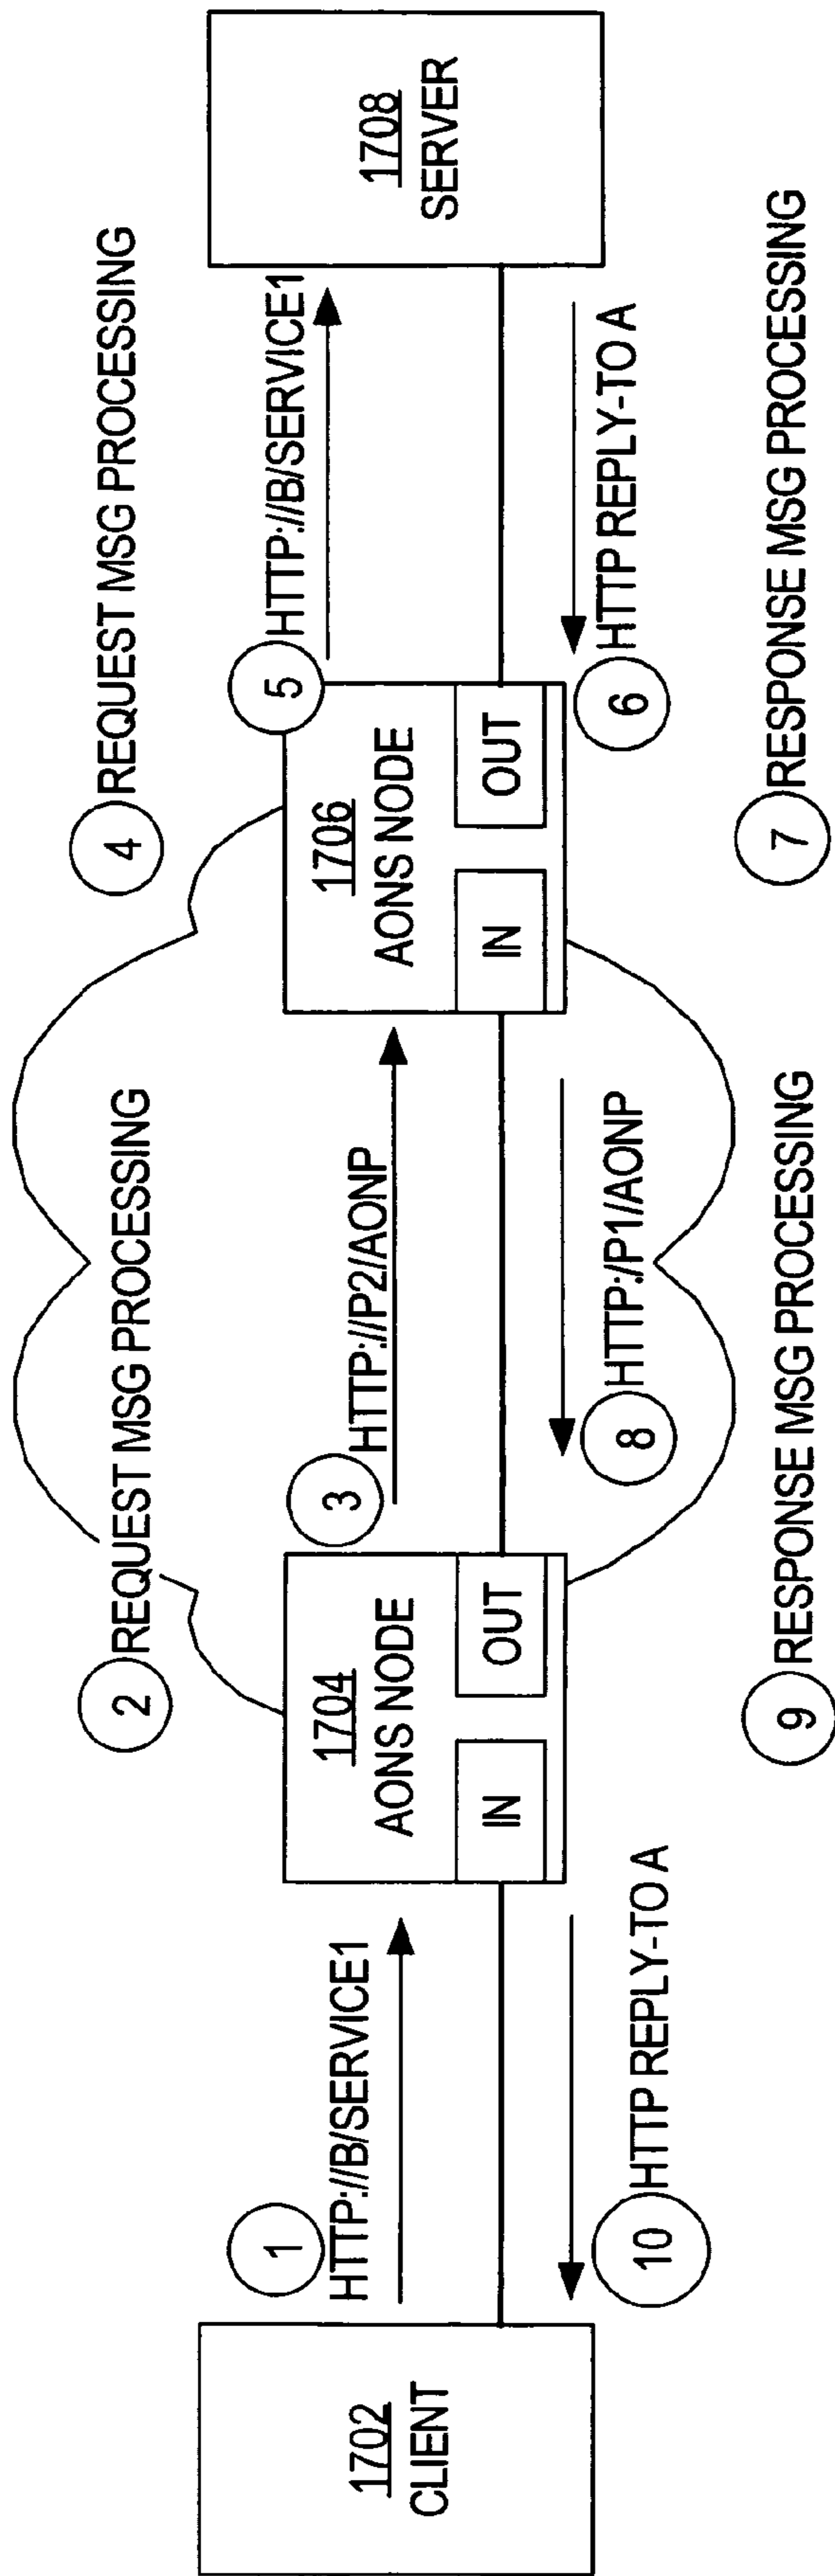 2 REQUEST MSG PROCESSING
4 REQUEST MSG PROCESSING
1702
CLIENT
1
HTTP://B/SERVICE1
1704
AONS NODE
IN
OUT
3
HTTP://P2/AONP
1706
AONS NODE
IN
OUT
5
HTTP://B/SERVICE1
1708
SERVER
10
HTTP REPLY-TO A
8
HTTP:/P1/AONP
6
HTTP REPLY-TO A
9 RESPONSE MSG PROCESSING
7 RESPONSE MSG PROCESSING